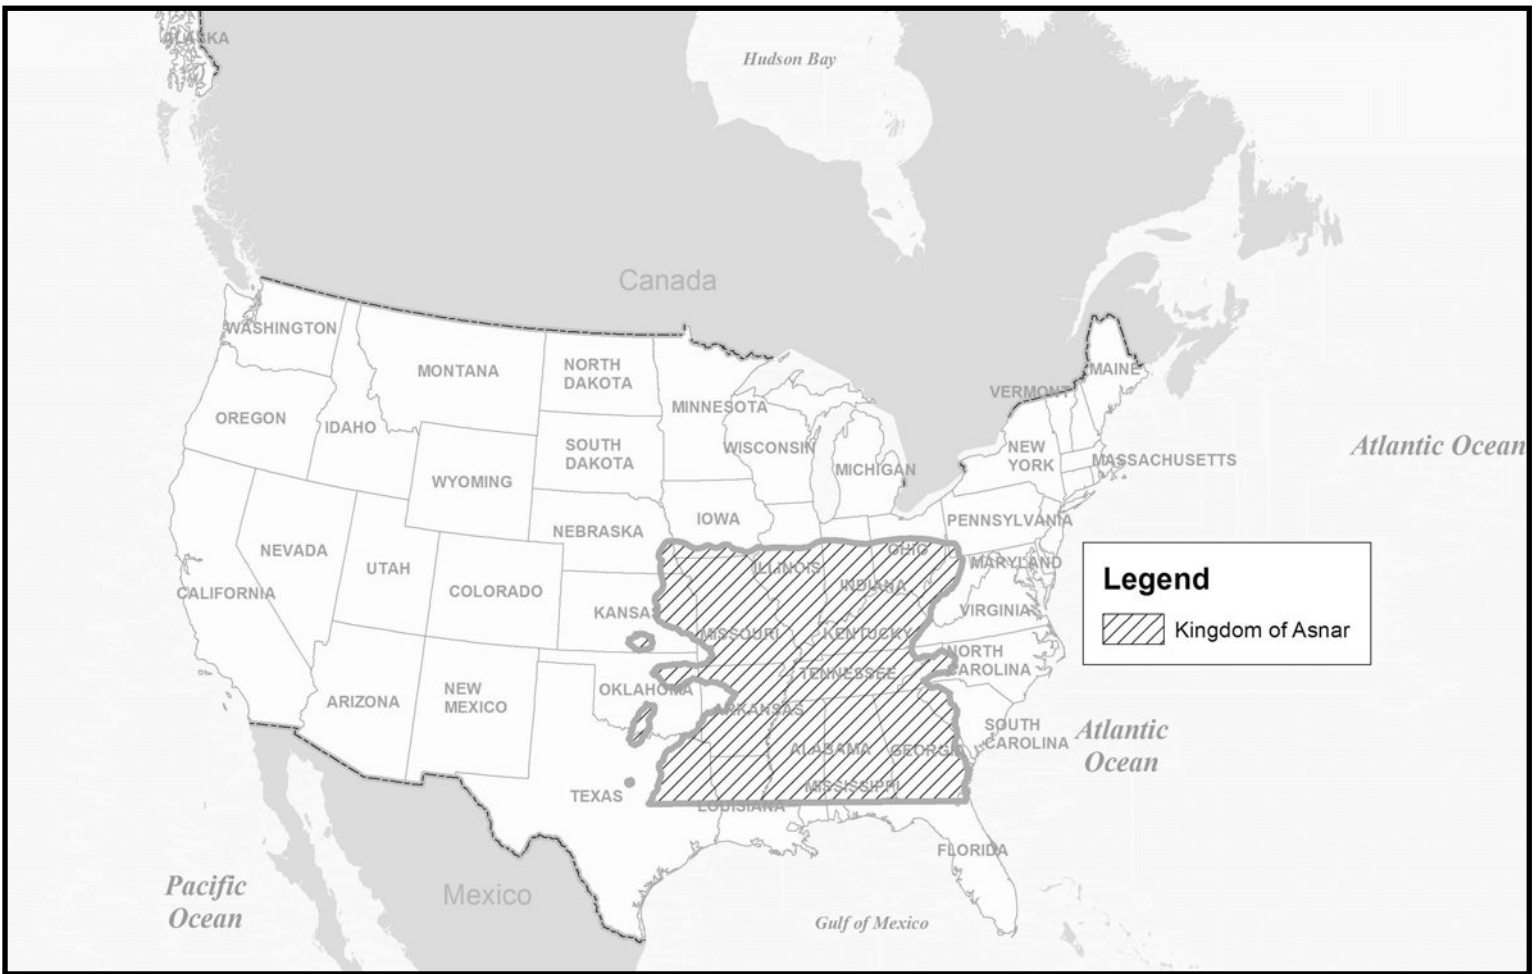 ALASKA
Hudson Bay
Canada
WASHINGTON
MONTANA
NORTH
DAKOTA
MAINE
VERMONT
MINNESOTA
OREGON
IDAHO
SOUTH
DAKOTA
WISCONSIN
NEW
YORK
MASSACHUSETTS
Atlantic Ocean
MICHIGAN
WYOMING
IOWA
PENNSYLVANIA
NEBRASKA
NEVADA
OHIO
UTAH
ILLINOIS
MARYLAND
INDIANA
CALIFORNIA
COLORADO
KANSAS
VIRGINIA
Legend
Kingdom of Asnar
MISSOURI
KENTUCKY
NORTH
CAROLINA
TENNESSEE
ARIZONA
NEW
MEXICO
OKLAHOMA
ARKANSAS
SOUTH
CAROLINA
Atlantic
Ocean
ALABAMA
GEORGIA
MISSISSIPPI
TEXAS
LOUISIANA
FLORIDA
Pacific
Ocean
Mexico
Gulf of Mexico